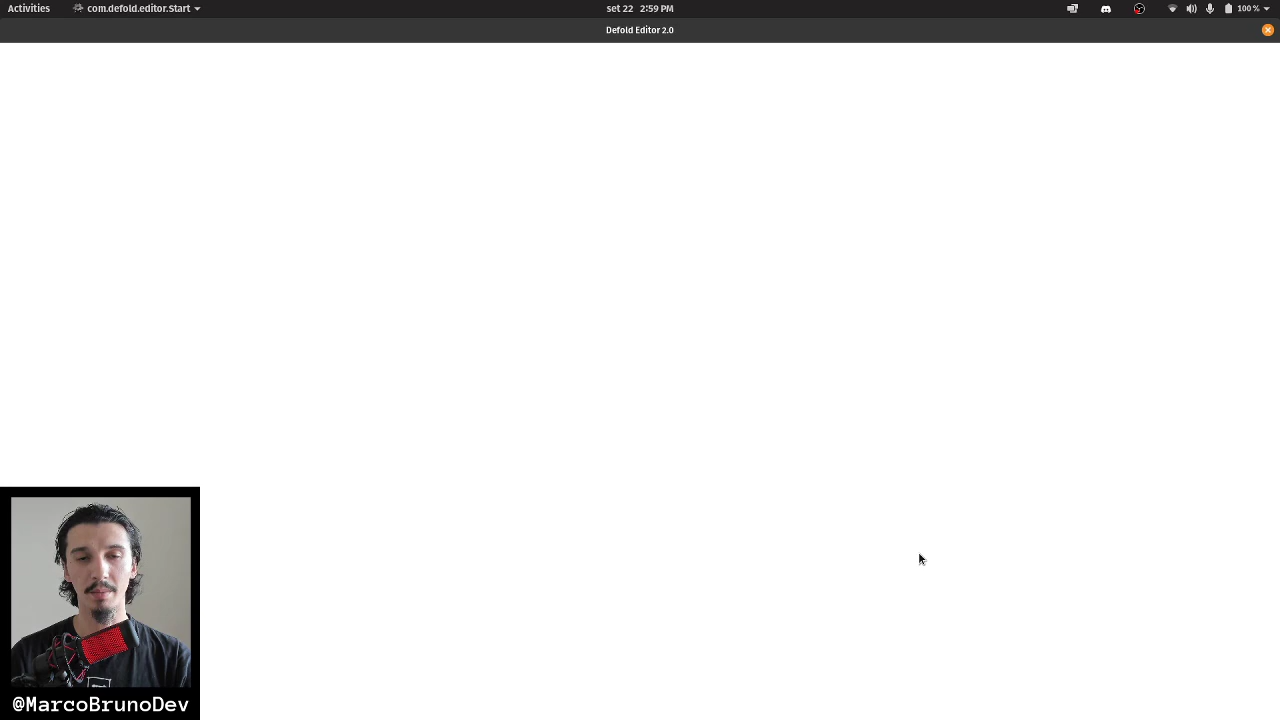 Activities com.defold.editor.Start set 22 2:59 PM 100 %
Defold Editor 2.0
@MarcoBrunoDev